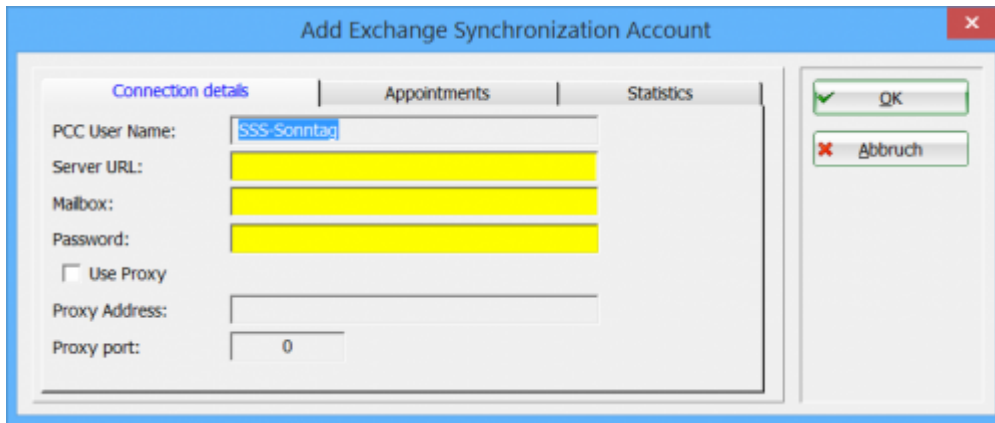 Add Exchange Synchronization Account
Connection details Appointments Statistics
PCC User Name: SSS-Sonntag
Server URL:
Mailbox:
Password:
Use Proxy
Proxy Address:
Proxy port: 0
OK
Abbruch